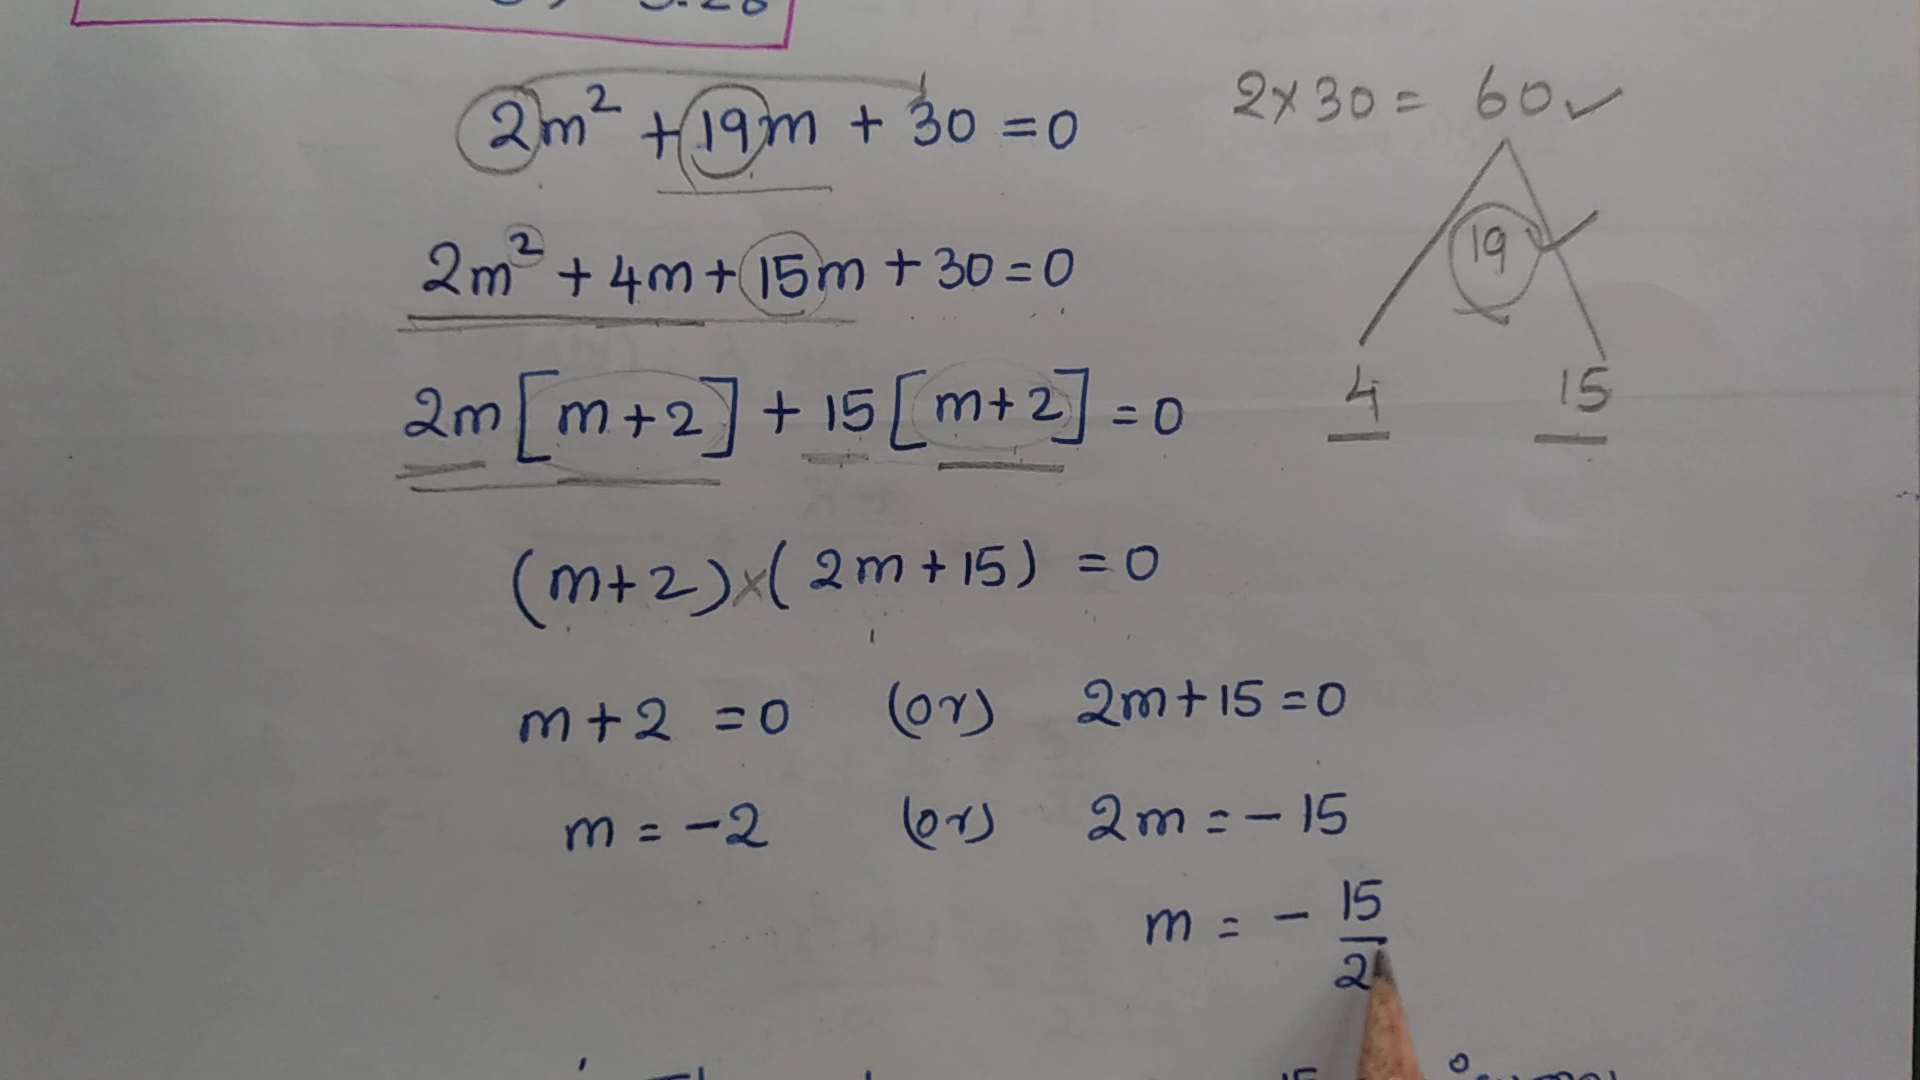 2m² + 19m + 30 = 0
2 × 30 = 60 ✓
19
4 15
2m² + 4m + 15m + 30 = 0
2m [m+2] + 15 [m+2] = 0
(m+2) × (2m+15) = 0
m+2 = 0 (or) 2m+15 = 0
m = -2 (or) 2m = -15
m = - 15/2